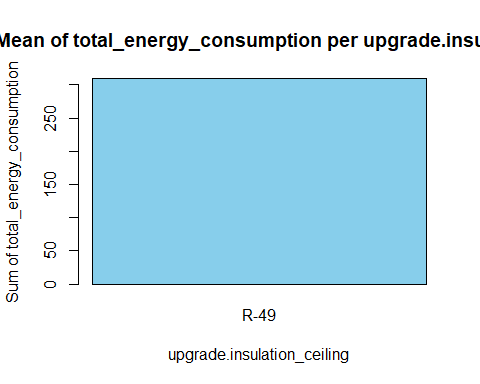 Mean of total_energy_consumption per upgrade.insu
Sum of total_energy_consumption
250
150
50
0
R-49
upgrade.insulation_ceiling